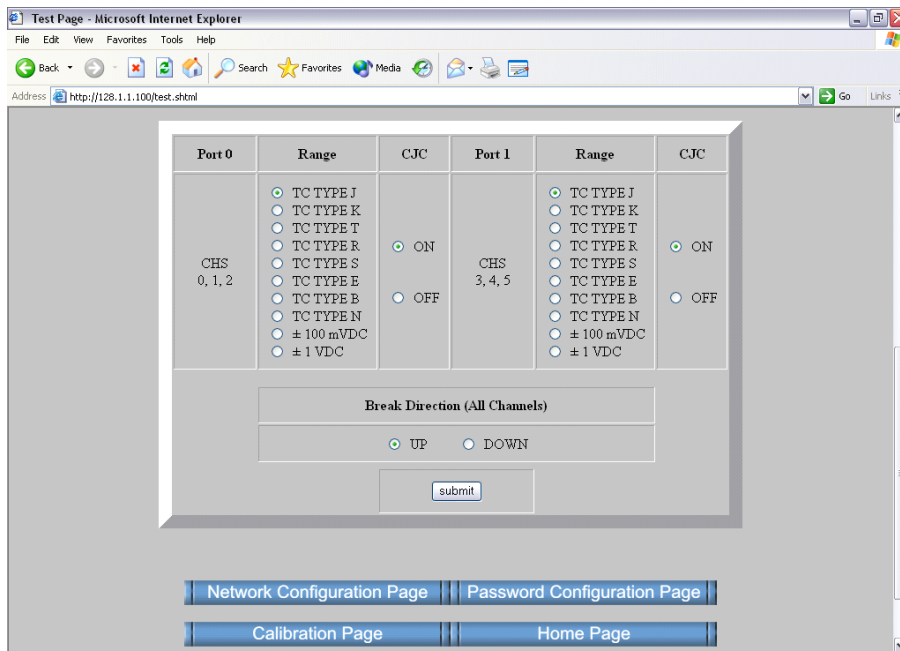 Test Page - Microsoft Internet Explorer
File Edit View Favorites Tools Help
Back Search Favorites Media
Address http://128.1.1.100/test.shtml Go Links
Port 0 Range CJC Port 1 Range CJC
CHS
0, 1, 2
TC TYPE J
TC TYPE K
TC TYPE T
TC TYPE R
TC TYPE S
TC TYPE E
TC TYPE B
TC TYPE N
± 100 mVDC
± 1 VDC
ON
OFF
CHS
3, 4, 5
TC TYPE J
TC TYPE K
TC TYPE T
TC TYPE R
TC TYPE S
TC TYPE E
TC TYPE B
TC TYPE N
± 100 mVDC
± 1 VDC
ON
OFF
Break Direction (All Channels)
UP DOWN
submit
Network Configuration Page Password Configuration Page
Calibration Page Home Page